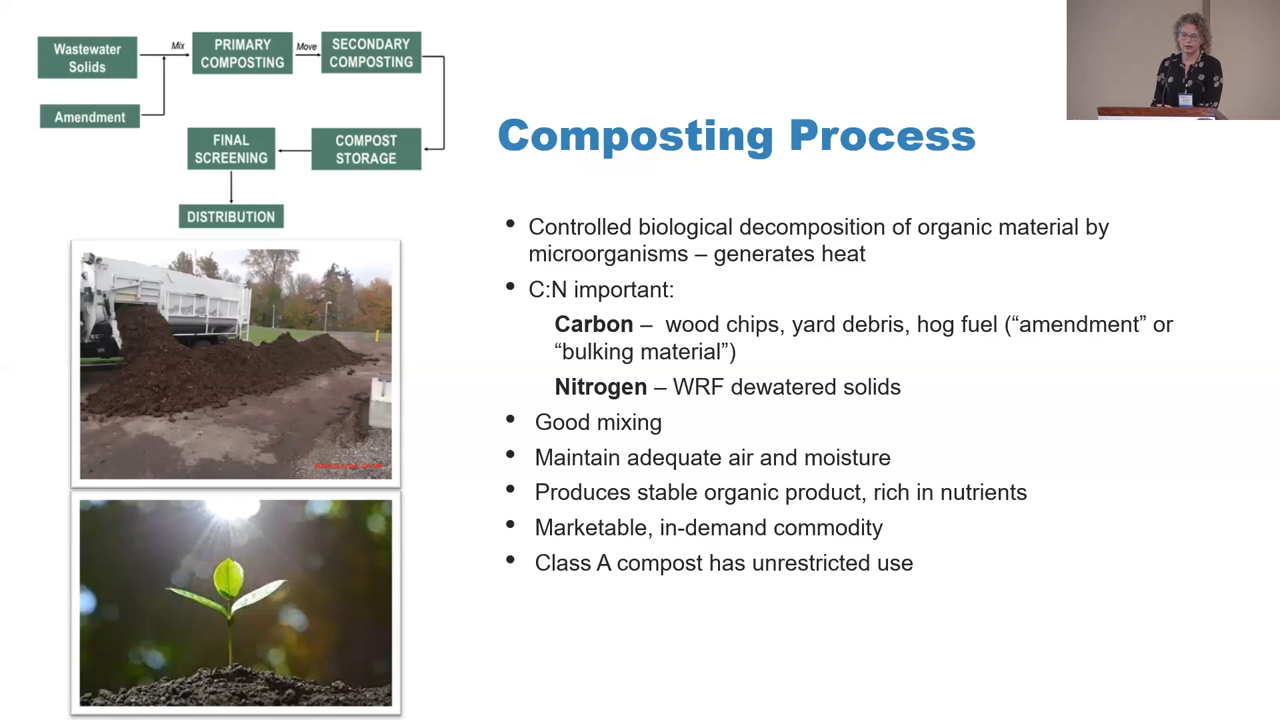 Wastewater
Solids
Mix
PRIMARY
COMPOSTING
Move
SECONDARY
COMPOSTING
Amendment
FINAL
SCREENING
COMPOST
STORAGE
DISTRIBUTION
Composting Process
• Controlled biological decomposition of organic material by
microorganisms – generates heat
• C:N important:
Carbon – wood chips, yard debris, hog fuel (“amendment” or
“bulking material”)
Nitrogen – WRF dewatered solids
• Good mixing
• Maintain adequate air and moisture
• Produces stable organic product, rich in nutrients
• Marketable, in-demand commodity
• Class A compost has unrestricted use